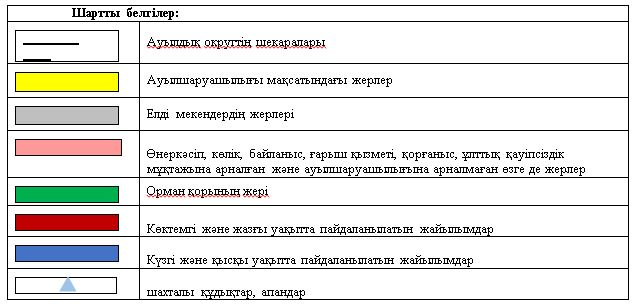 Шартты белгілер:
Ауылдық округтің шекаралары
Ауылшаруашылығы мақсатындағы жерлер
Елді мекендердің жерлері
Өнеркәсіп, көлік, байланыс, ғарыш қызметі, қорғаныс, ұлттық қауіпсіздік
мұқтажына арналған және ауылшаруашылығына арналмаған өзге де жерлер
Орман қорының жері
Көктемгі және жазғы уақытта пайдаланылатын жайылымдар
Күзгі және қысқы уақытта пайдаланылатын жайылымдар
шахталы құдықтар, апандар